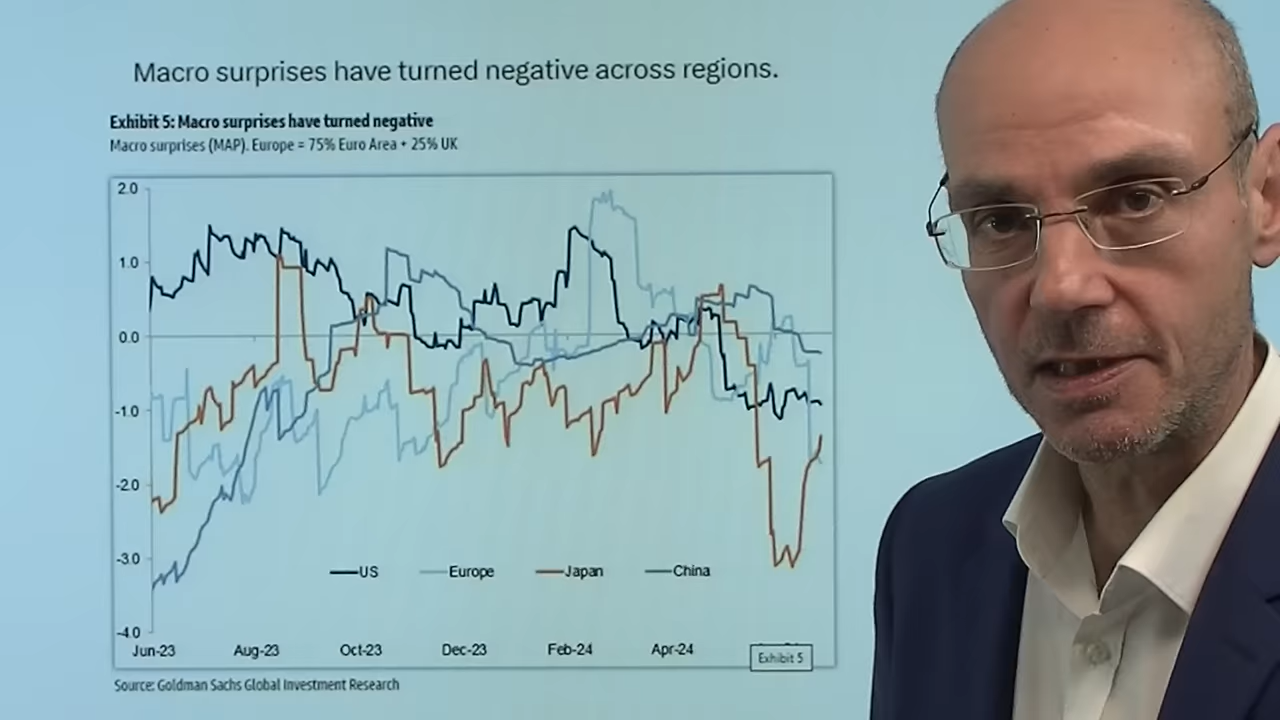 Macro surprises have turned negative across regions.
Exhibit 5: Macro surprises have turned negative
Macro surprises (MAP). Europe = 75% Euro Area + 25% UK
2.0
1.0
0.0
-1.0
-2.0
-3.0
-4.0
US Europe Japan China
Jun-23 Aug-23 Oct-23 Dec-23 Feb-24 Apr-24
Exhibit 5
Source: Goldman Sachs Global Investment Research